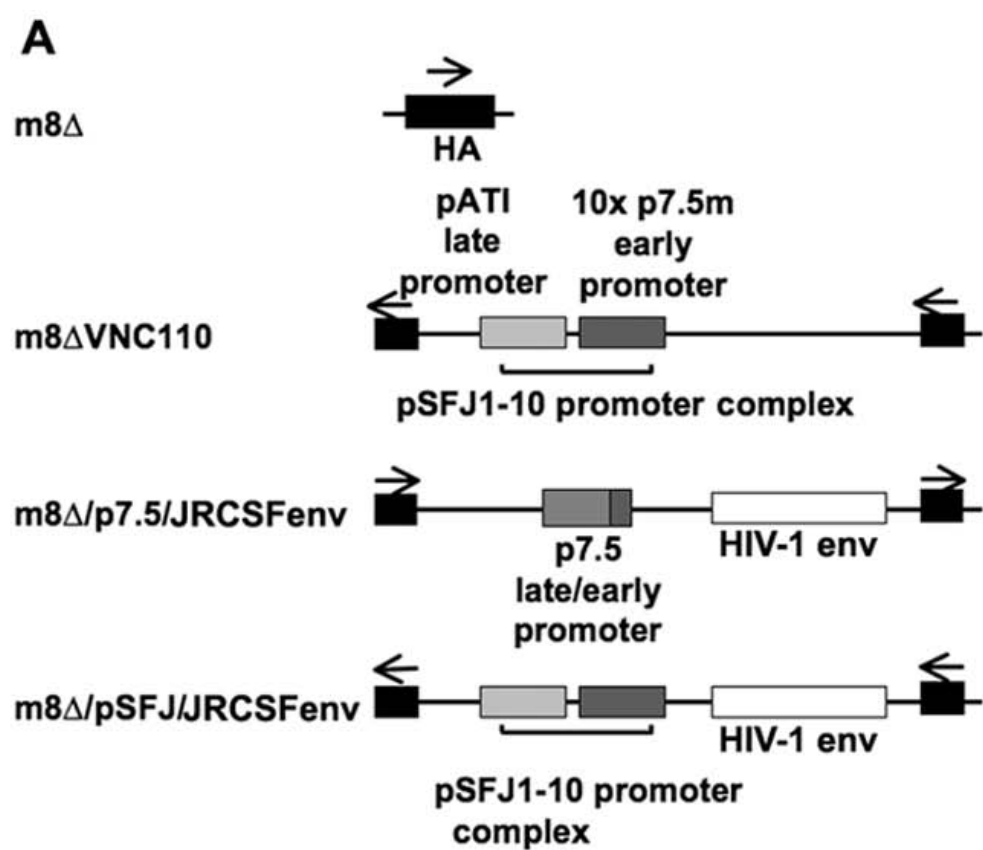 A
m8Δ
HA
pATI
late
promoter
10x p7.5m
early
promoter
m8ΔVNC110
pSFJ1-10 promoter complex
m8Δ/p7.5/JRCSFenv
p7.5
late/early
promoter
HIV-1 env
m8Δ/pSFJ/JRCSFenv
HIV-1 env
pSFJ1-10 promoter
complex